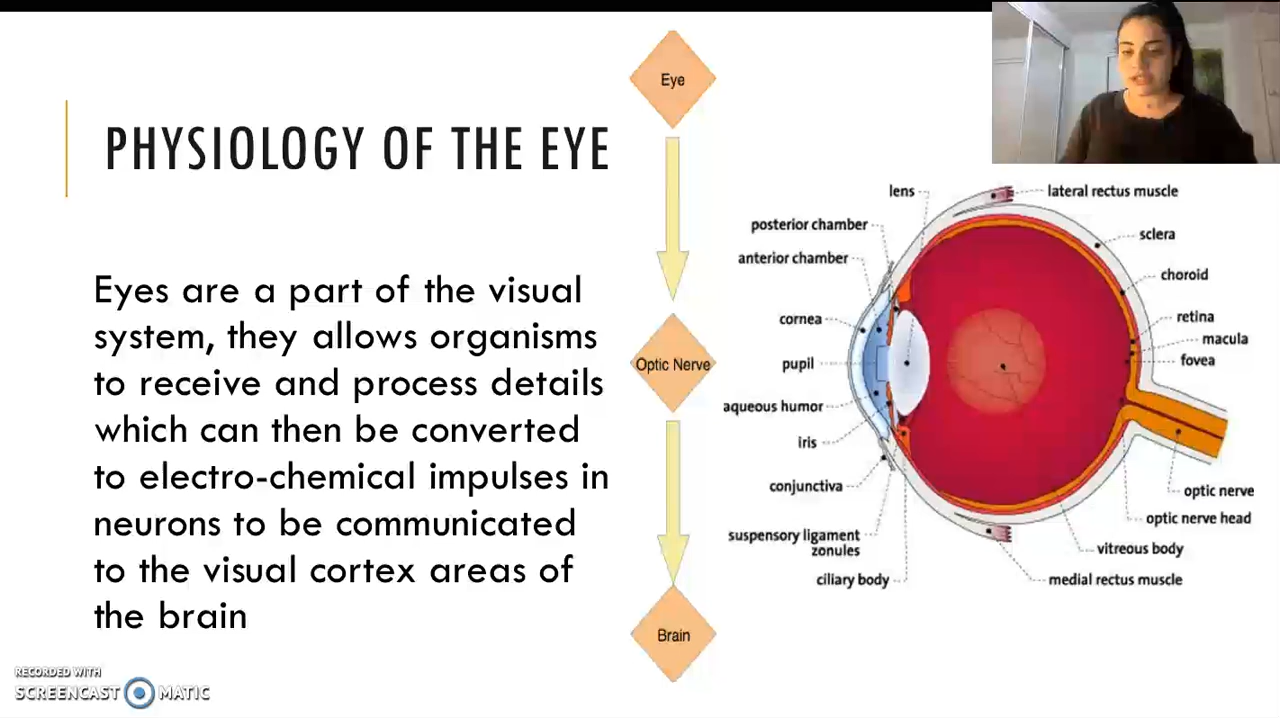 PHYSIOLOGY OF THE EYE
Eyes are a part of the visual
system, they allows organisms
to receive and process details
which can then be converted
to electro-chemical impulses in
neurons to be communicated
to the visual cortex areas of
the brain
Eye
Optic Nerve
Brain
lens
posterior chamber
anterior chamber
cornea
pupil
aqueous humor
iris
conjunctiva
suspensory ligament
zonules
ciliary body
lateral rectus muscle
sclera
choroid
retina
macula
fovea
optic nerve
optic nerve head
vitreous body
medial rectus muscle
RECORDED WITH
SCREENCAST MATIC